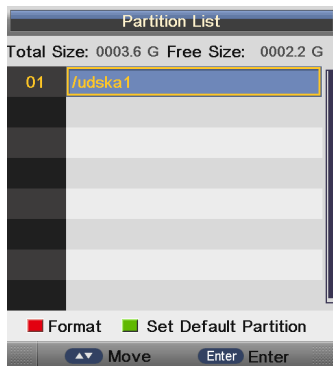 Partition List
Total Size: 0003.6 G Free Size: 0002.2 G
01 /udska1
Format Set Default Partition
Move Enter Enter